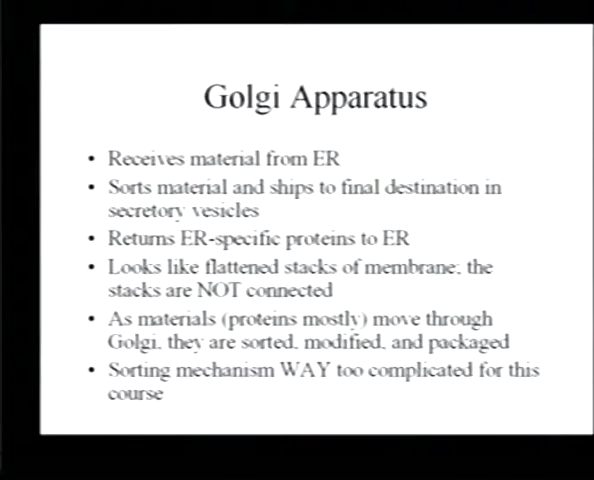 Golgi Apparatus
• Receives material from ER
• Sorts material and ships to final destination in
secretory vesicles
• Returns ER-specific proteins to ER
• Looks like flattened stacks of membrane; the
stacks are NOT connected
• As materials (proteins mostly) move through
Golgi, they are sorted, modified, and packaged
• Sorting mechanism WAY too complicated for this
course